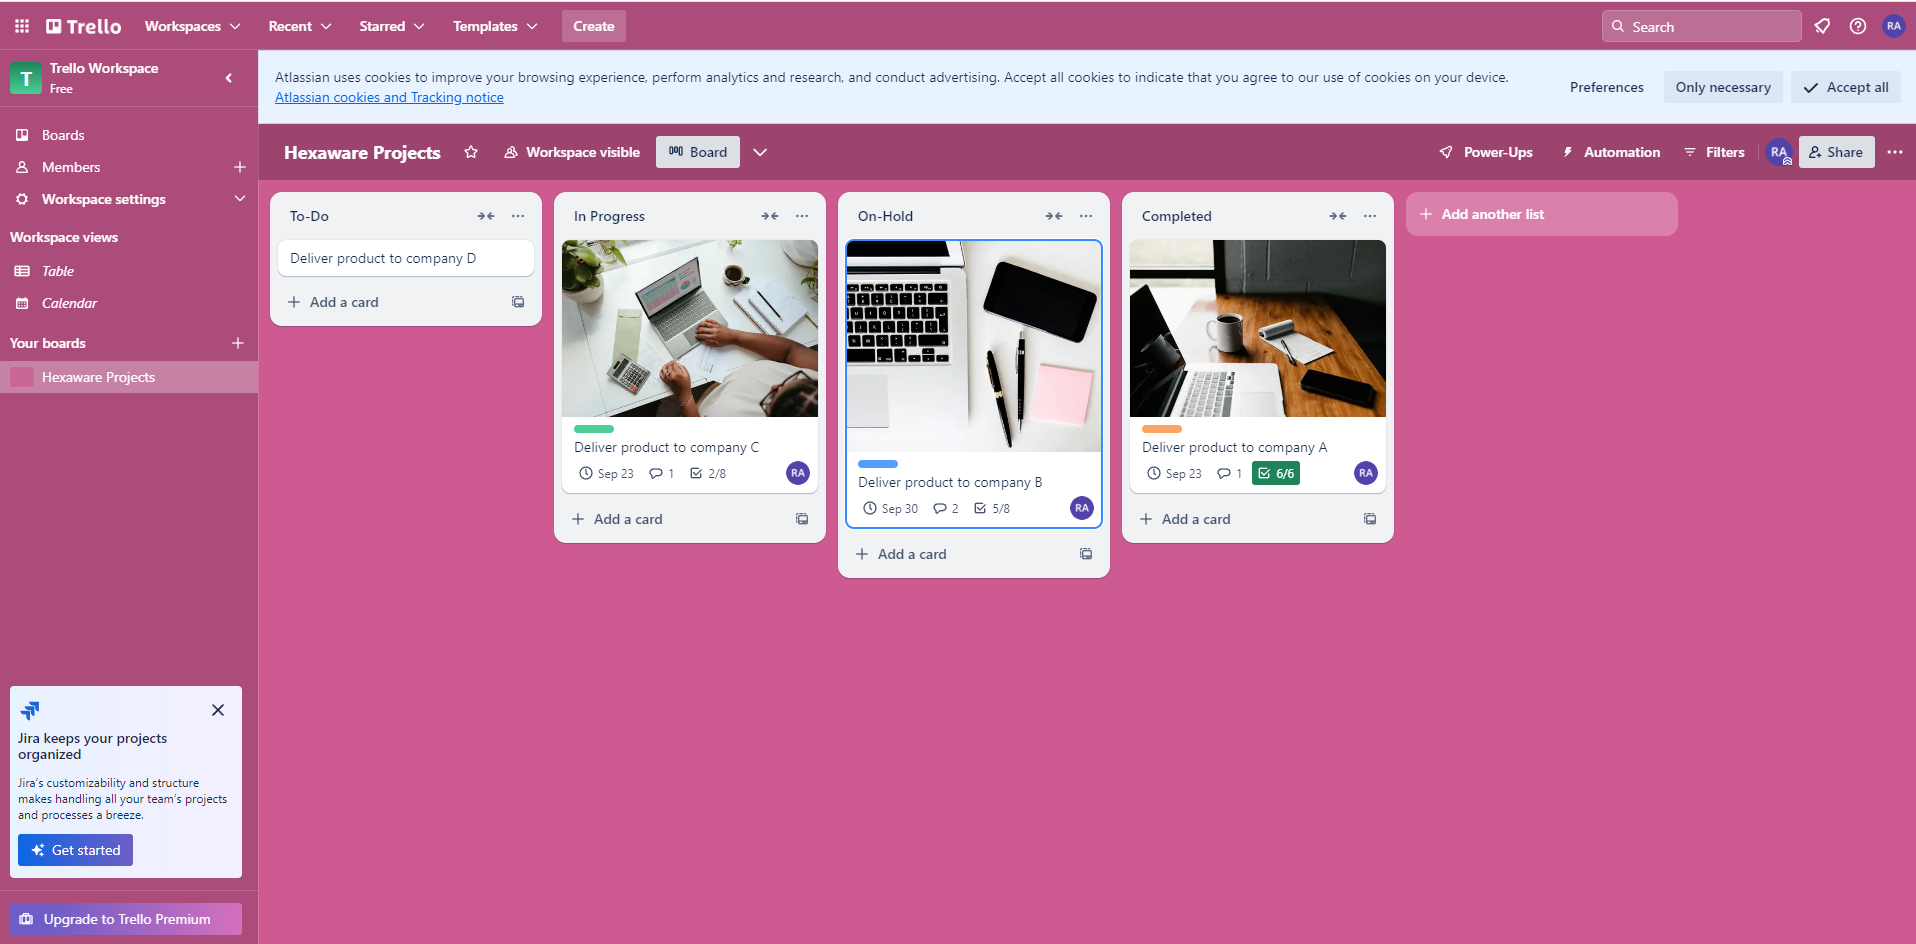 Trello
Workspaces
Recent
Starred
Templates
Create
Search
RA
T
Trello Workspace
Free
Atlassian uses cookies to improve your browsing experience, perform analytics and research, and conduct advertising. Accept all cookies to indicate that you agree to our use of cookies on your device.
Atlassian cookies and Tracking notice
Preferences
Only necessary
Accept all
Boards
Members
Workspace settings
Workspace views
Table
Calendar
Your boards
Hexaware Projects
Hexaware Projects
Workspace visible
Board
Power-Ups
Automation
Filters
RA
Share
To-Do
Deliver product to company D
Add a card
In Progress
Deliver product to company C
Sep 23
1
2/8
RA
Add a card
On-Hold
Deliver product to company B
Sep 30
2
5/8
RA
Add a card
Completed
Deliver product to company A
Sep 23
1
6/6
RA
Add a card
Add another list
Jira keeps your projects
organized
Jira's customizability and structure
makes handling all your team's projects
and processes a breeze.
Get started
Upgrade to Trello Premium